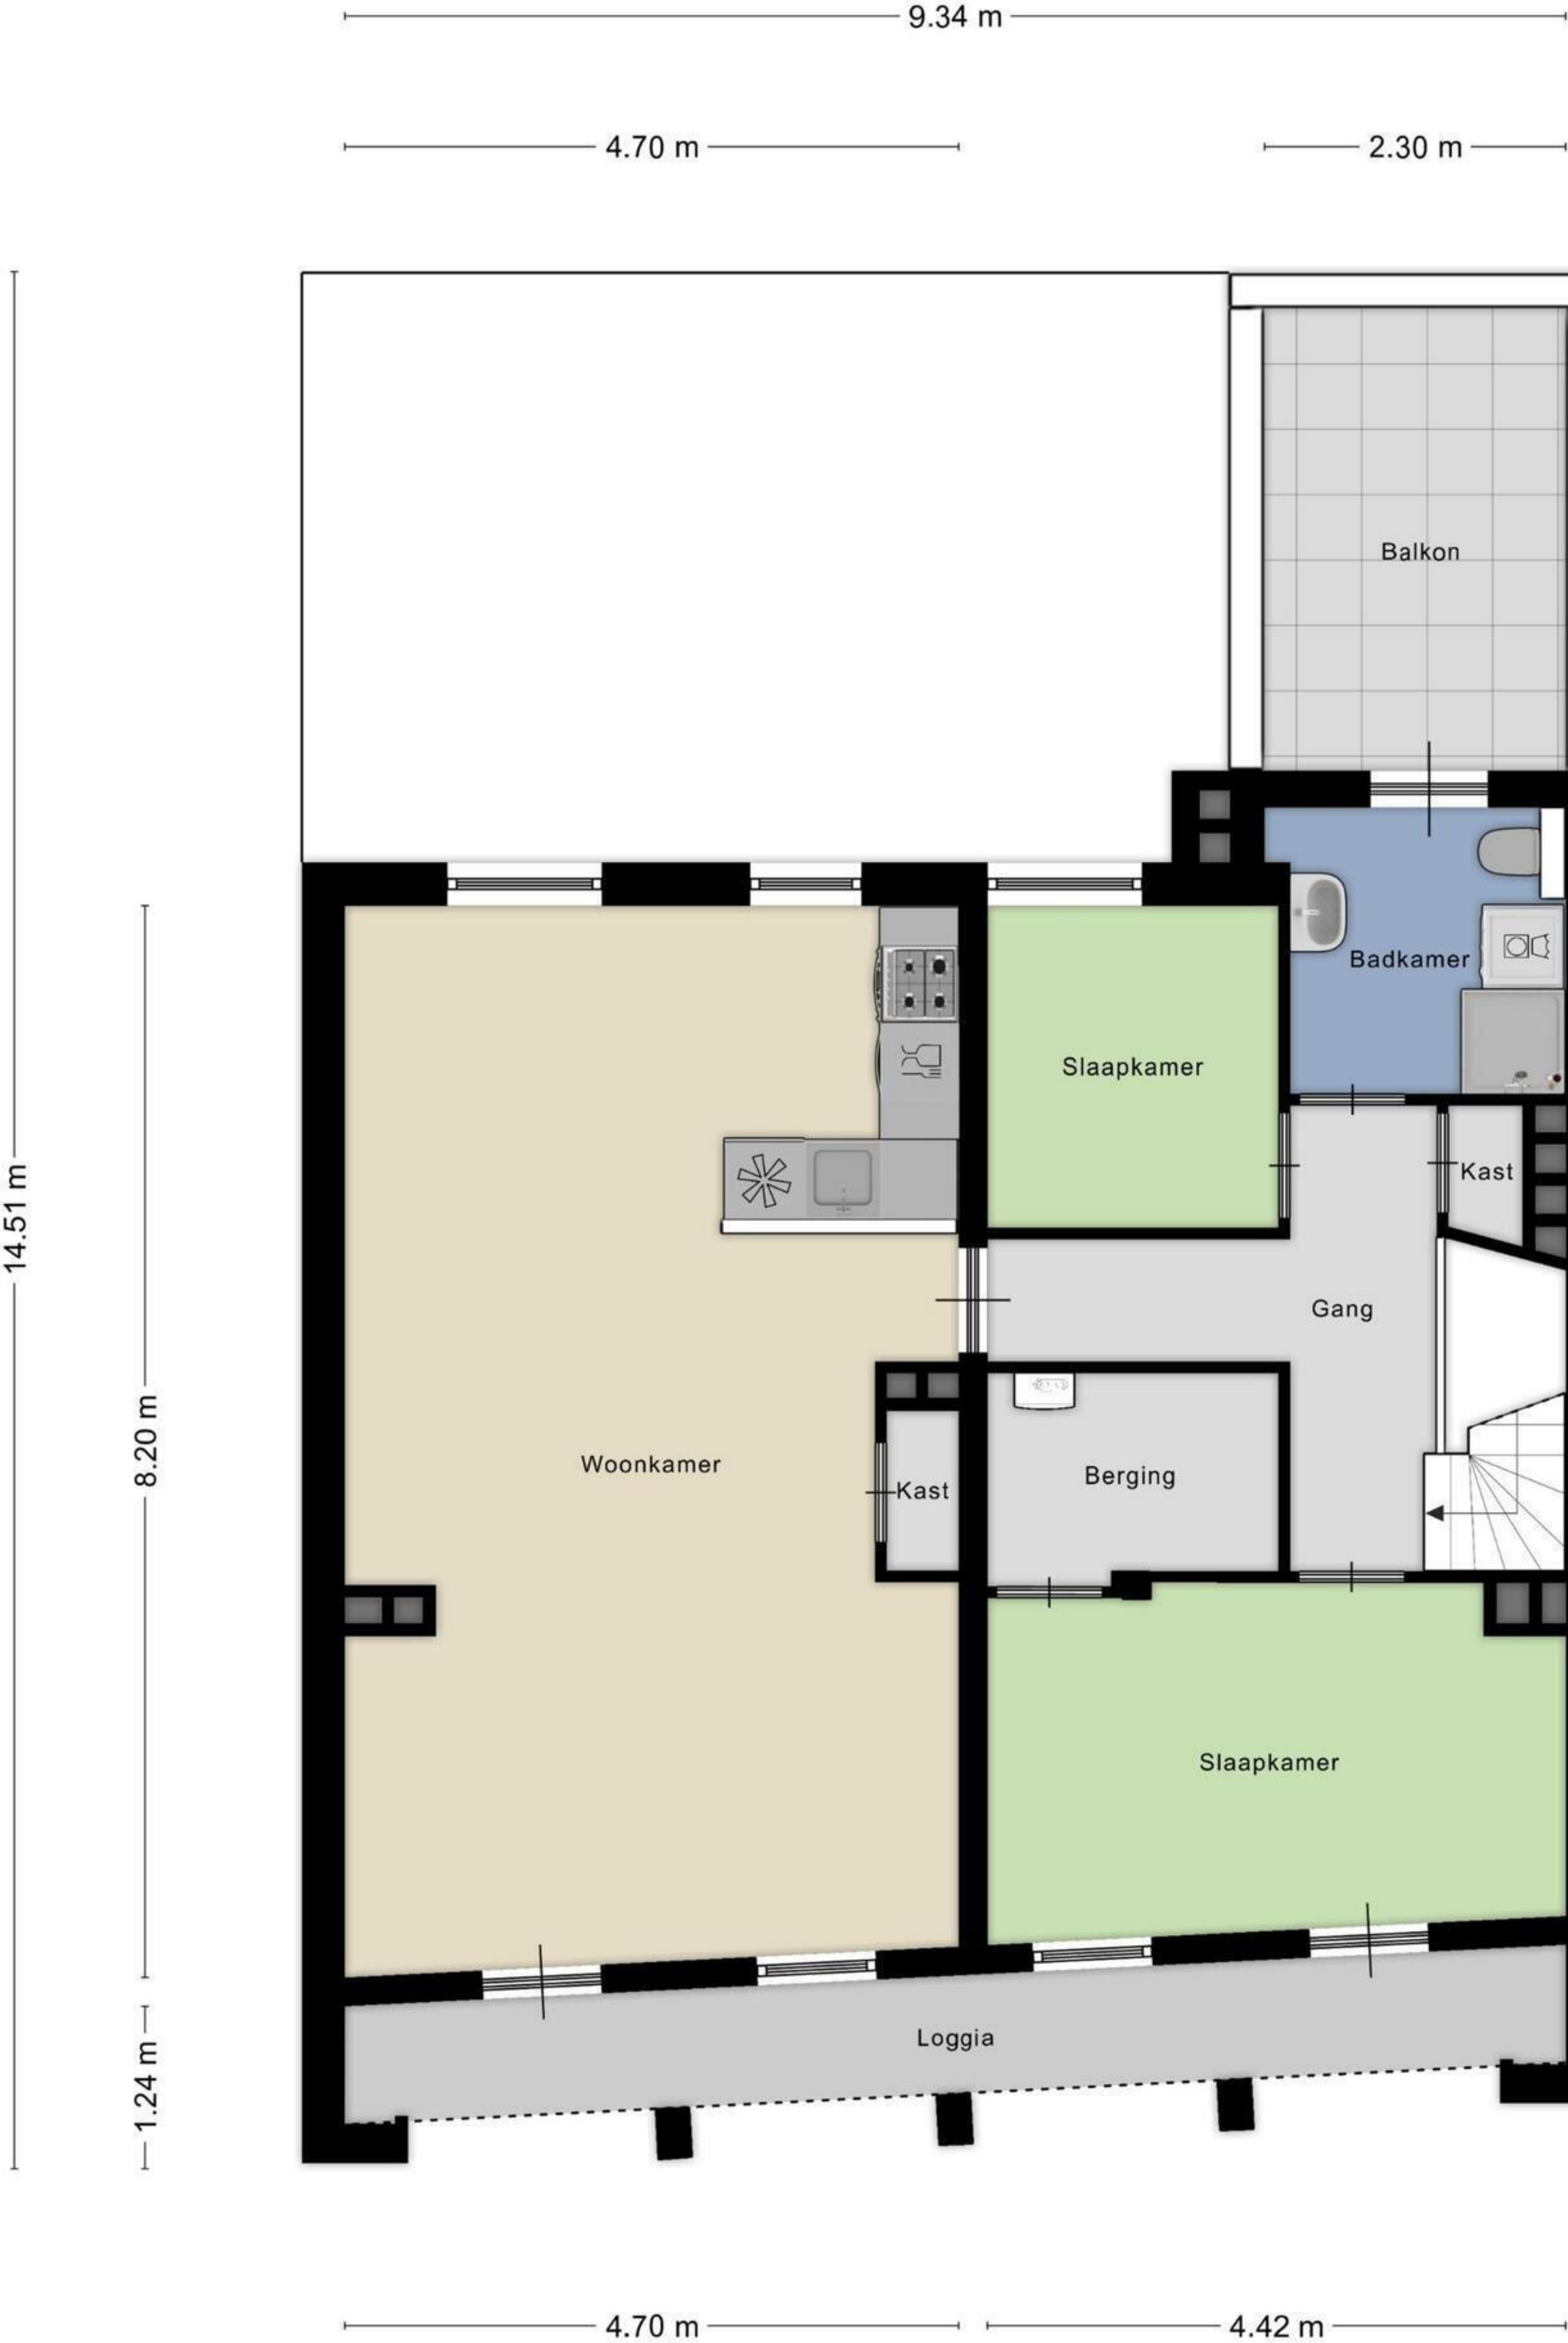 9.34 m
4.70 m
2.30 m
Balkon
Badkamer
Slaapkamer
Kast
14.51 m
Gang
8.20 m
Woonkamer
Berging
Kast
Slaapkamer
Loggia
1.24 m
4.70 m
4.42 m